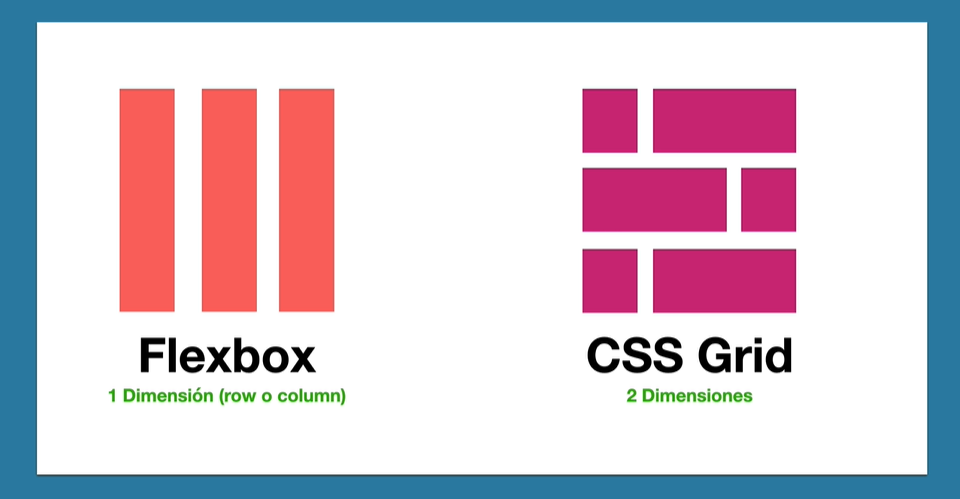 Flexbox
1 Dimensión (row o column)
CSS Grid
2 Dimensiones